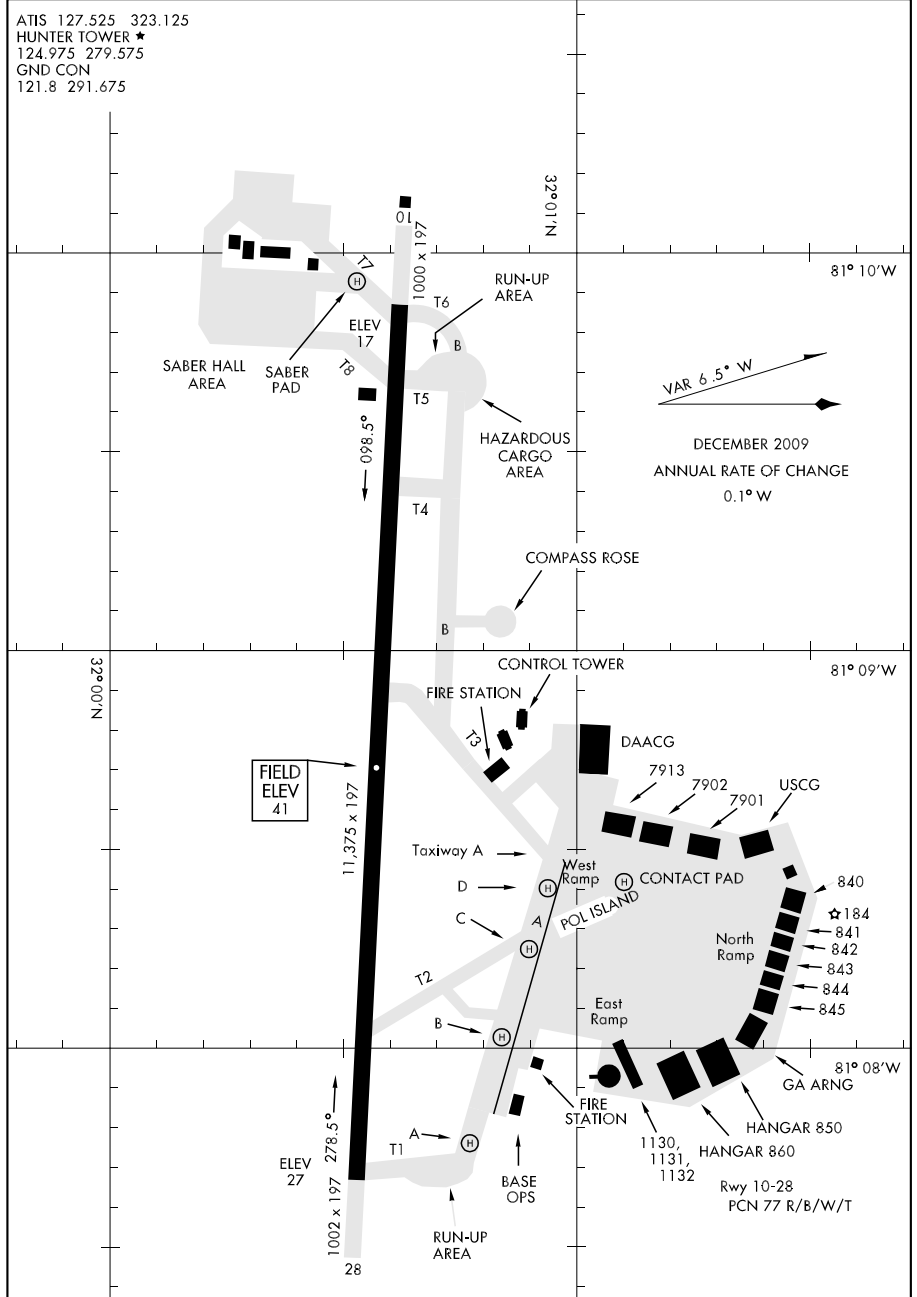 ATIS 127.525 323.125
HUNTER TOWER ★
124.975 279.575
GND CON
121.8 291.675
32°01'N
10
1000 x 197
81° 10'W
T7
H
RUN-UP
AREA
T6
ELEV
17
B
SABER HALL
AREA
SABER
PAD
T8
T5
VAR 6.5° W
098.5°
HAZARDOUS
CARGO
AREA
DECEMBER 2009
ANNUAL RATE OF CHANGE
0.1° W
T4
COMPASS ROSE
B
32°00'N
CONTROL TOWER
81° 09'W
FIRE STATION
T3
DAACG
FIELD
ELEV
41
7913
7902
7901
USCG
11,375 x 197
Taxiway A
West
Ramp
D
H
H
CONTACT PAD
840
POL ISLAND
A
C
H
184
841
842
843
844
845
North
Ramp
T2
East
Ramp
B
H
81° 08'W
GA ARNG
FIRE
STATION
HANGAR 850
278.5°
A
H
T1
1130,
1131,
1132
HANGAR 860
ELEV
27
BASE
OPS
Rwy 10-28
PCN 77 R/B/W/T
1002 x 197
RUN-UP
AREA
28